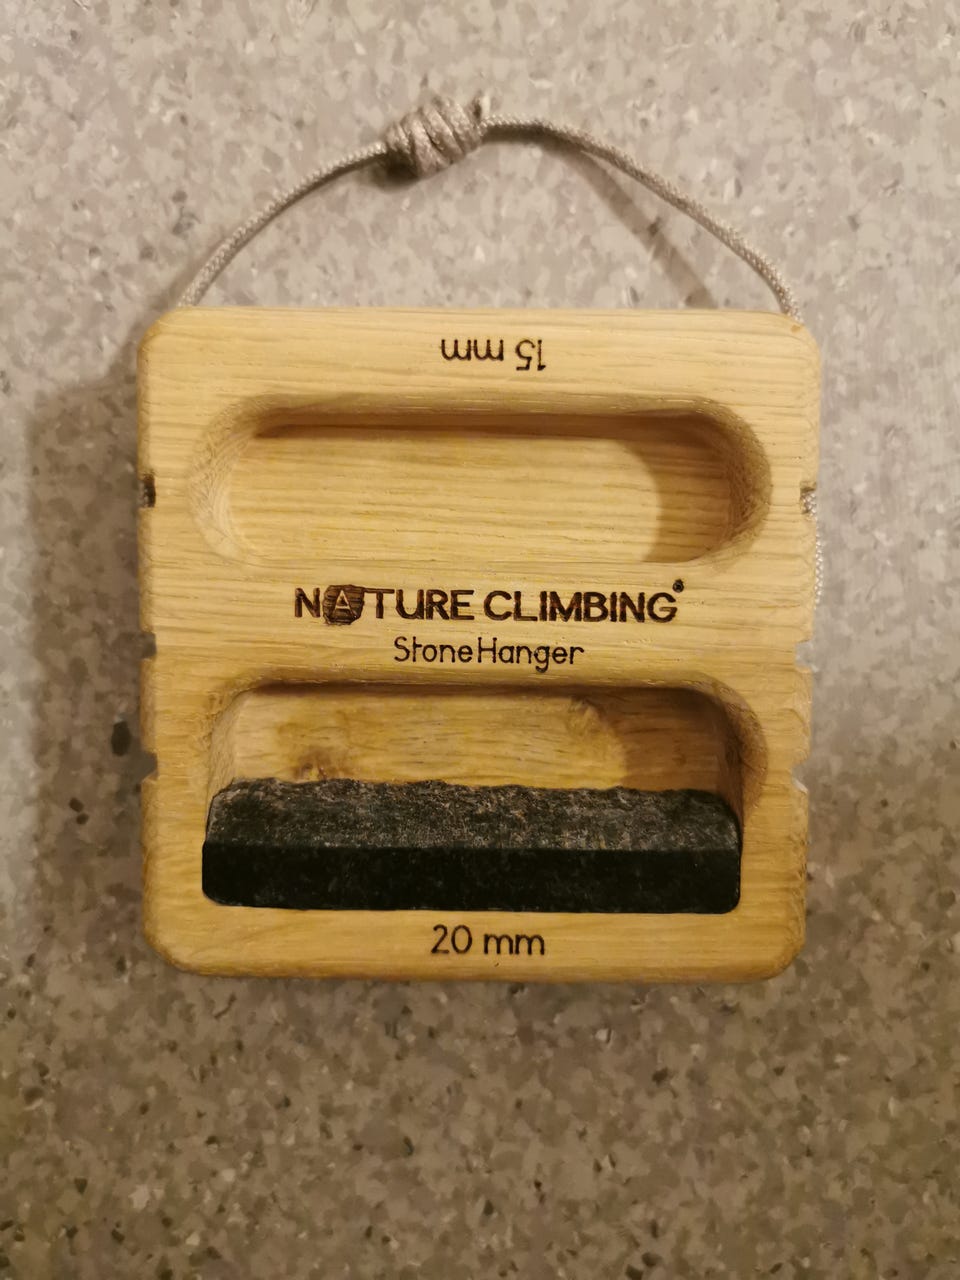 15 mm
NATURE CLIMBING
StoneHanger
20 mm